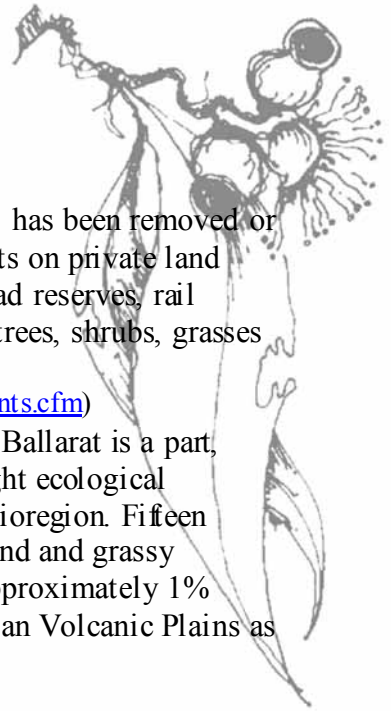 has been removed or
ts on private land
ad reserves, rail
trees, shrubs, grasses
nts.cfm)
Ballarat is a part,
ght ecological
ioregion. Fifteen
nd and grassy
proximately 1%
an Volcanic Plains as